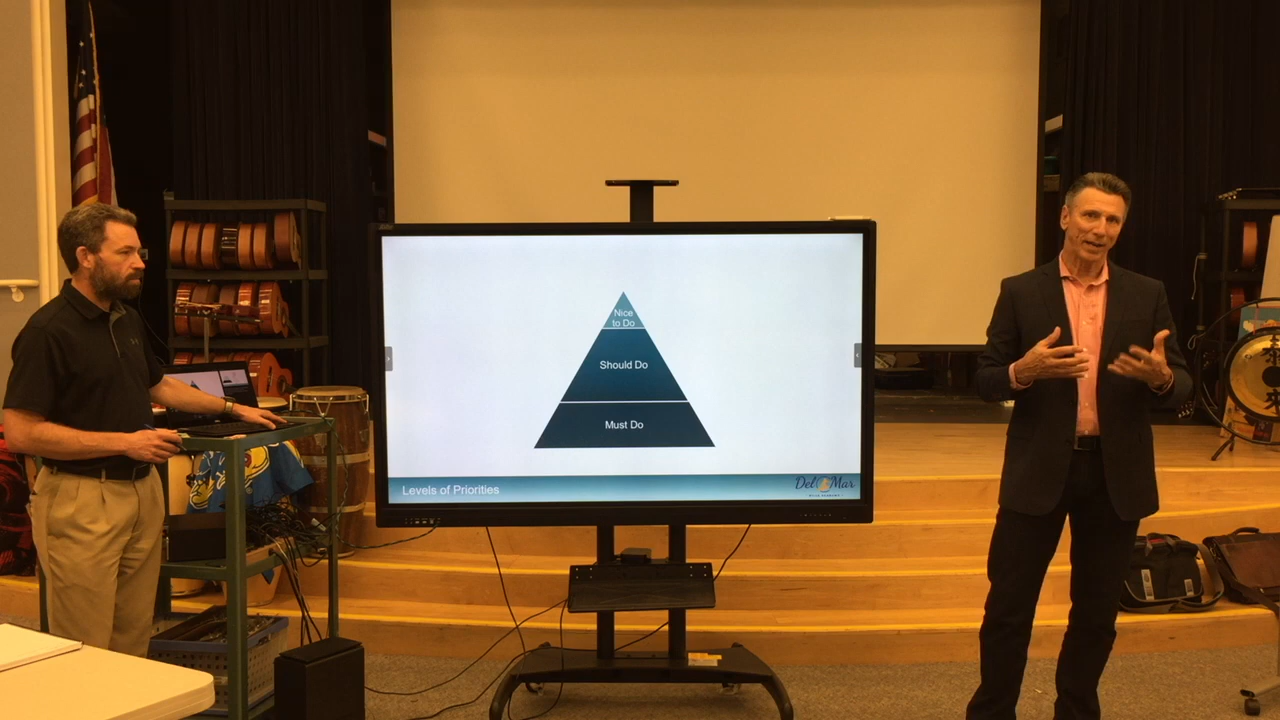 Nice
to Do
Should Do
Must Do
Levels of Priorities
Del Mar